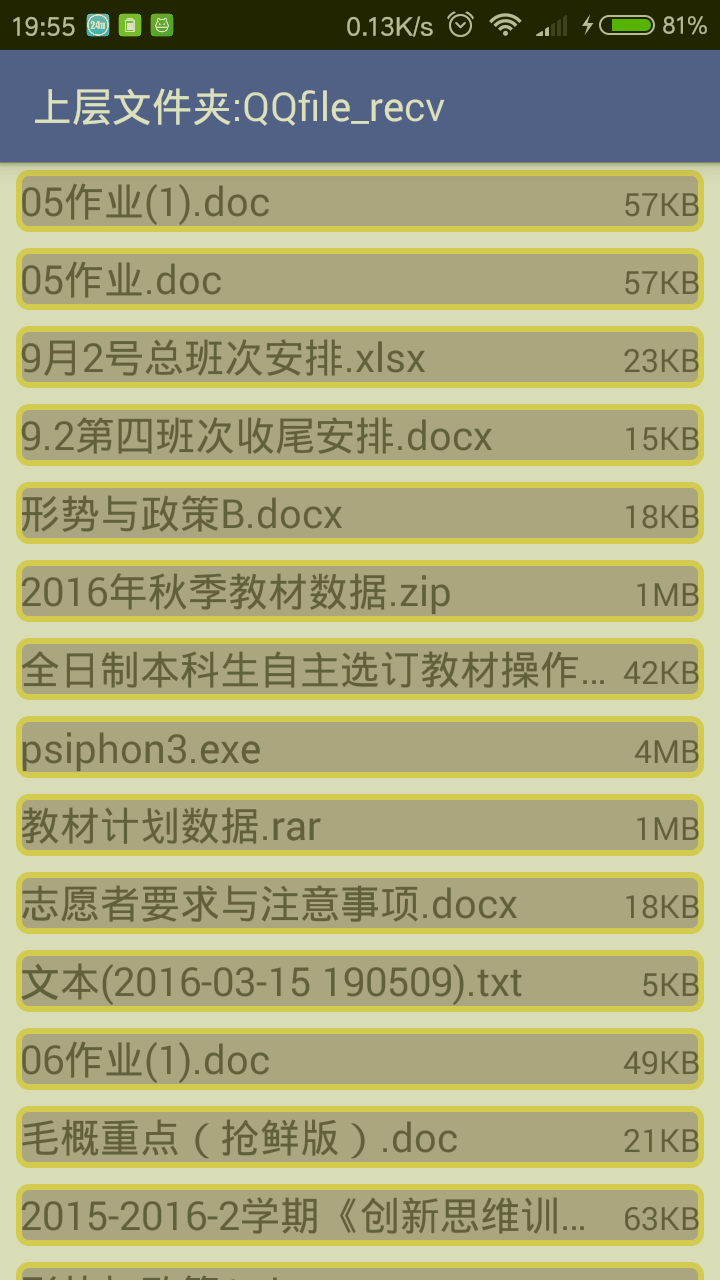 19:55 24π 0.13K/s 81%
上层文件夹:QQfile_recv
05作业(1).doc 57KB
05作业.doc 57KB
9月2号总班次安排.xlsx 23KB
9.2第四班次收尾安排.docx 15KB
形势与政策B.docx 18KB
2016年秋季教材数据.zip 1MB
全日制本科生自主选订教材操作... 42KB
psiphon3.exe 4MB
教材计划数据.rar 1MB
志愿者要求与注意事项.docx 18KB
文本(2016-03-15 190509).txt 5KB
06作业(1).doc 49KB
毛概重点（抢鲜版）.doc 21KB
2015-2016-2学期《创新思维训... 63KB